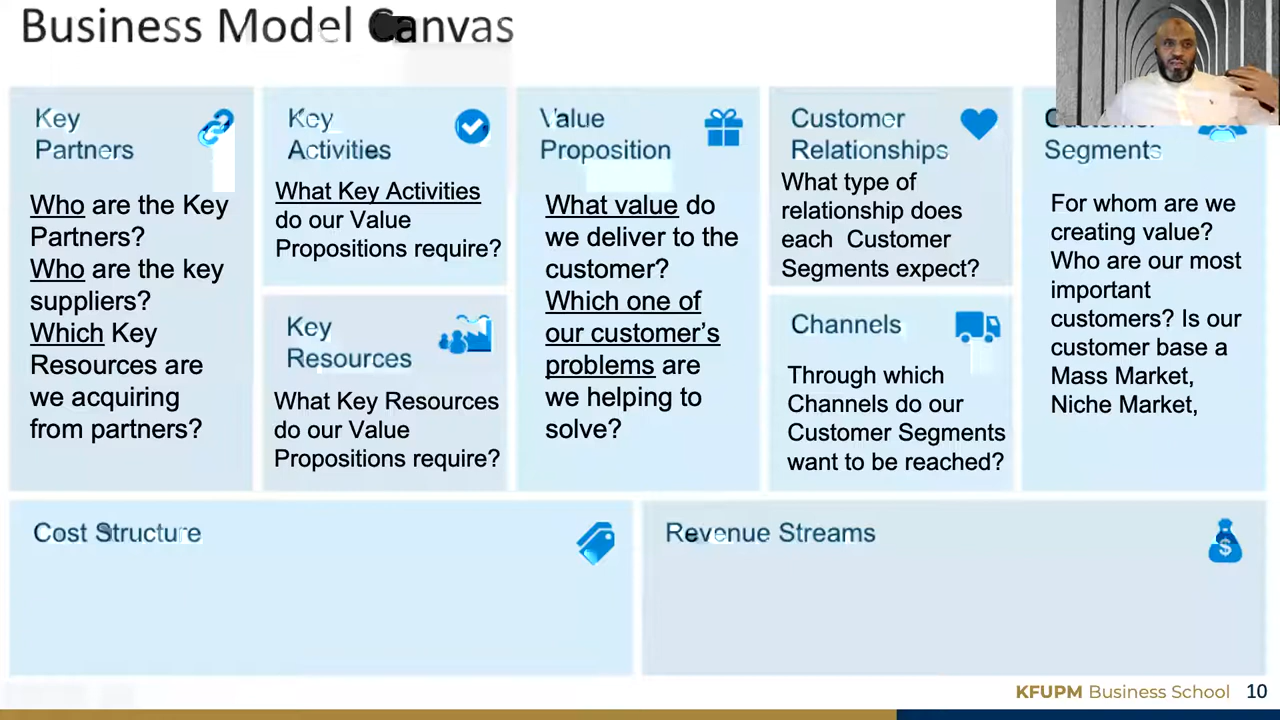 Business Model Canvas
Key
Partners
Who are the Key
Partners?
Who are the key
suppliers?
Which Key
Resources are
we acquiring
from partners?
Key
Activities
What Key Activities
do our Value
Propositions require?
Key
Resources
What Key Resources
do our Value
Propositions require?
Value
Proposition
What value do
we deliver to the
customer?
Which one of
our customer's
problems are
we helping to
solve?
Customer
Relationships
What type of
relationship does
each Customer
Segments expect?
Channels
Through which
Channels do our
Customer Segments
want to be reached?
Customer
Segments
For whom are we
creating value?
Who are our most
important
customers? Is our
customer base a
Mass Market,
Niche Market,
Cost Structure
Revenue Streams
$
KFUPM Business School 10